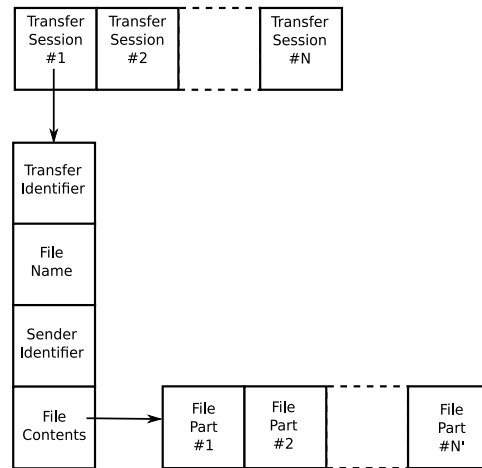 Transfer
Session
#1
Transfer
Session
#2
Transfer
Session
#N
Transfer
Identifier
File
Name
Sender
Identifier
File
Contents
File
Part
#1
File
Part
#2
File
Part
#N'